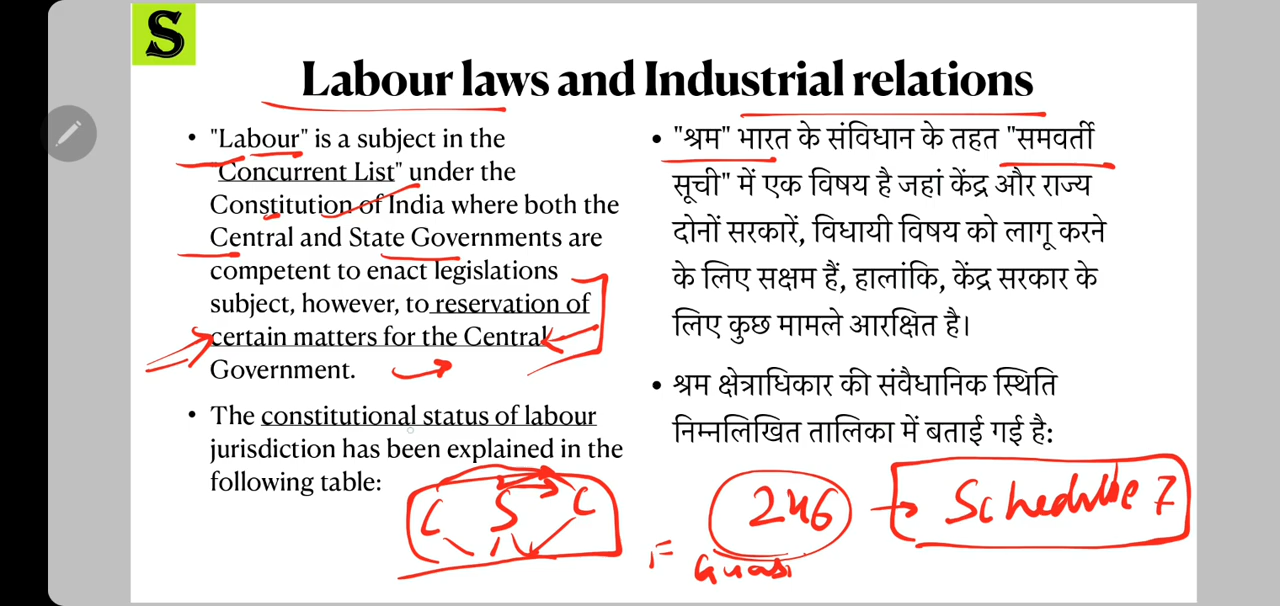 S
Labour laws and Industrial relations
• "Labour" is a subject in the
"Concurrent List" under the
Constitution of India where both the
Central and State Governments are
competent to enact legislations
subject, however, to reservation of
certain matters for the Central
Government.
• The constitutional status of labour
jurisdiction has been explained in the
following table:
• "श्रम" भारत के संविधान के तहत "समवर्ती
सूची" में एक विषय है जहां केंद्र और राज्य
दोनों सरकारें, विधायी विषय को लागू करने
के लिए सक्षम हैं, हालांकि, केंद्र सरकार के
लिए कुछ मामले आरक्षित है।
• श्रम क्षेत्राधिकार की संवैधानिक स्थिति
निम्नलिखित तालिका में बताई गई है:
C S C
246 → Schedule 7
F = Quasi